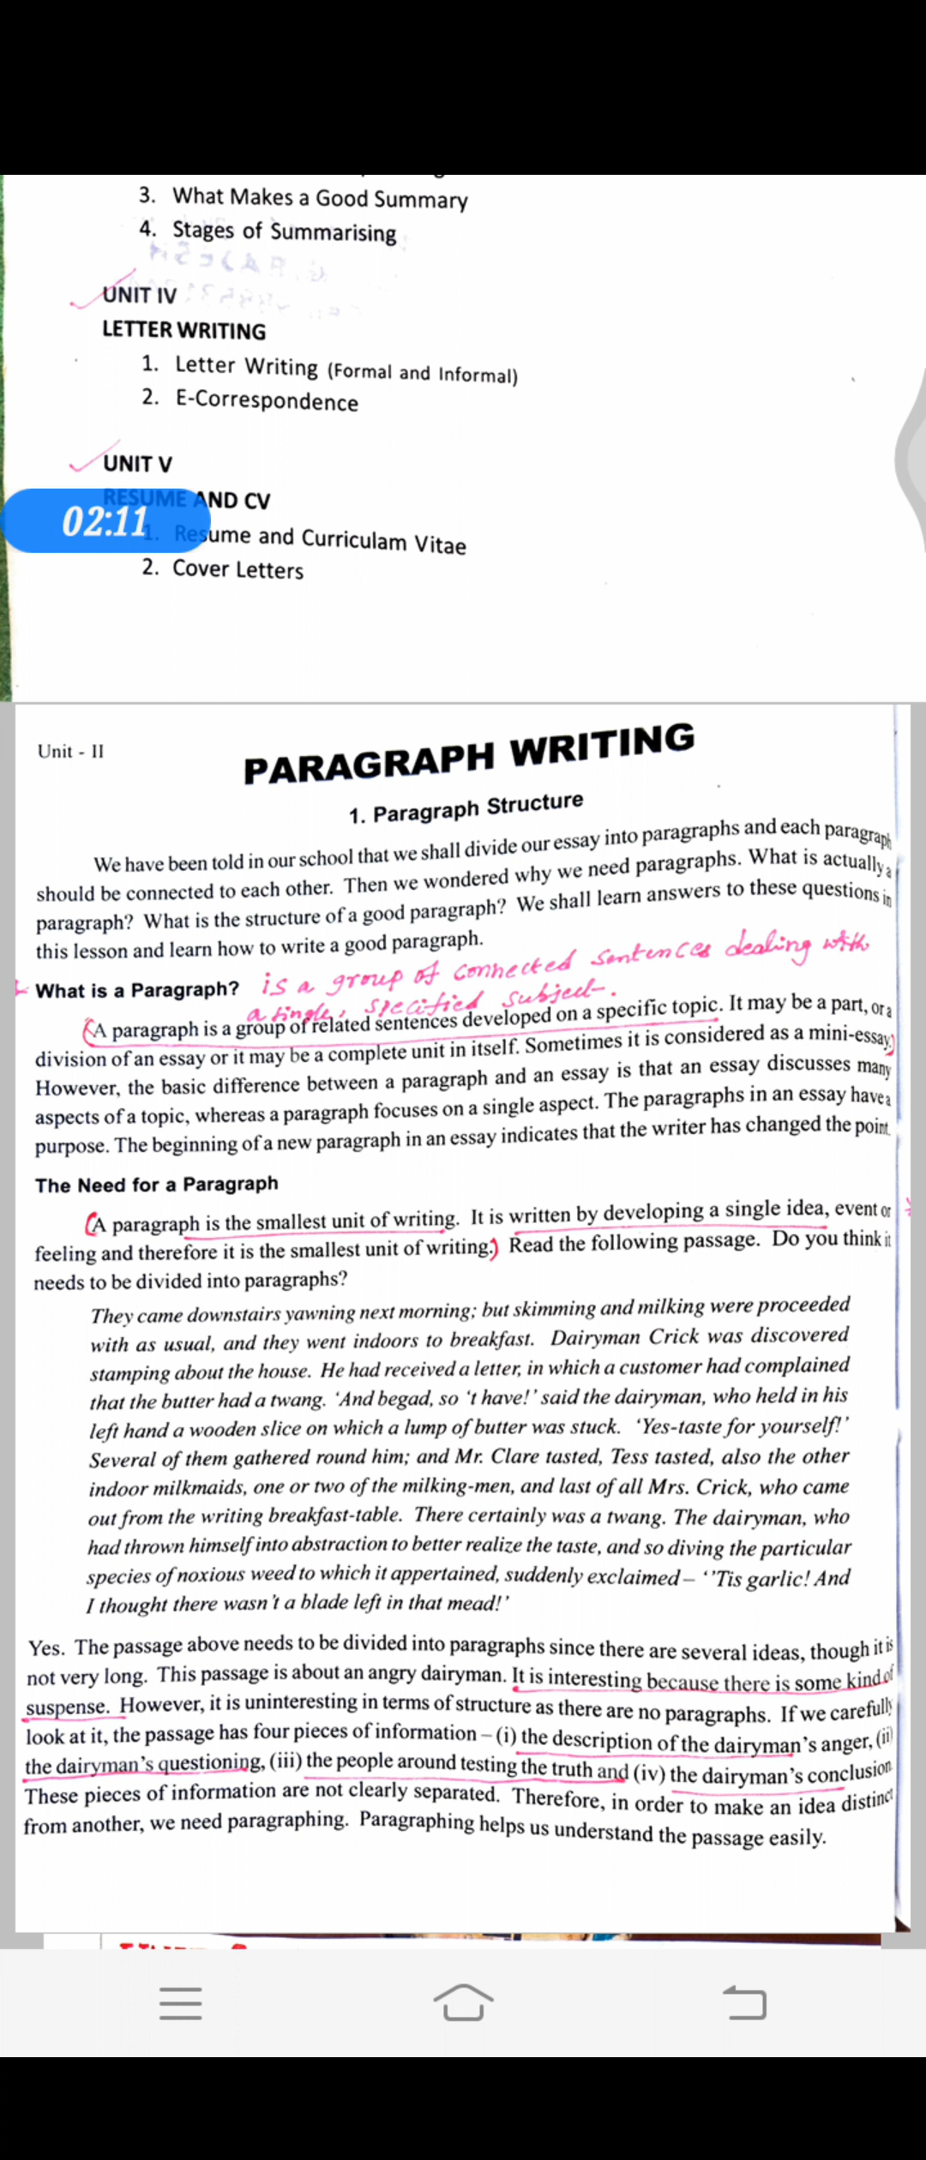 3. What Makes a Good Summary
4. Stages of Summarising
UNIT IV
LETTER WRITING
1. Letter Writing (Formal and Informal)
2. E-Correspondence
UNIT V
RESUME AND CV
02:11
1. Resume and Curriculam Vitae
2. Cover Letters
Unit - II
PARAGRAPH WRITING
1. Paragraph Structure
We have been told in our school that we shall divide our essay into paragraphs and each paragraph
should be connected to each other. Then we wondered why we need paragraphs. What is actually a
paragraph? What is the structure of a good paragraph? We shall learn answers to these questions in
this lesson and learn how to write a good paragraph.
What is a Paragraph? is a group of connected sentences dealing with
a single, specified subject.
(A paragraph is a group of related sentences developed on a specific topic. It may be a part, or a
division of an essay or it may be a complete unit in itself. Sometimes it is considered as a mini-essay)
However, the basic difference between a paragraph and an essay is that an essay discusses many
aspects of a topic, whereas a paragraph focuses on a single aspect. The paragraphs in an essay have a
purpose. The beginning of a new paragraph in an essay indicates that the writer has changed the point.
The Need for a Paragraph
(A paragraph is the smallest unit of writing. It is written by developing a single idea, event or
feeling and therefore it is the smallest unit of writing.) Read the following passage. Do you think it
needs to be divided into paragraphs?
They came downstairs yawning next morning; but skimming and milking were proceeded
with as usual, and they went indoors to breakfast. Dairyman Crick was discovered
stamping about the house. He had received a letter, in which a customer had complained
that the butter had a twang. 'And begad, so 't have!' said the dairyman, who held in his
left hand a wooden slice on which a lump of butter was stuck. 'Yes-taste for yourself!'
Several of them gathered round him; and Mr. Clare tasted, Tess tasted, also the other
indoor milkmaids, one or two of the milking-men, and last of all Mrs. Crick, who came
out from the writing breakfast-table. There certainly was a twang. The dairyman, who
had thrown himself into abstraction to better realize the taste, and so diving the particular
species of noxious weed to which it appertained, suddenly exclaimed – ''Tis garlic! And
I thought there wasn't a blade left in that mead!'
Yes. The passage above needs to be divided into paragraphs since there are several ideas, though it is
not very long. This passage is about an angry dairyman. It is interesting because there is some kind of
suspense. However, it is uninteresting in terms of structure as there are no paragraphs. If we carefully
look at it, the passage has four pieces of information – (i) the description of the dairyman's anger, (ii)
the dairyman's questioning, (iii) the people around testing the truth and (iv) the dairyman's conclusion
These pieces of information are not clearly separated. Therefore, in order to make an idea distinct
from another, we need paragraphing. Paragraphing helps us understand the passage easily.